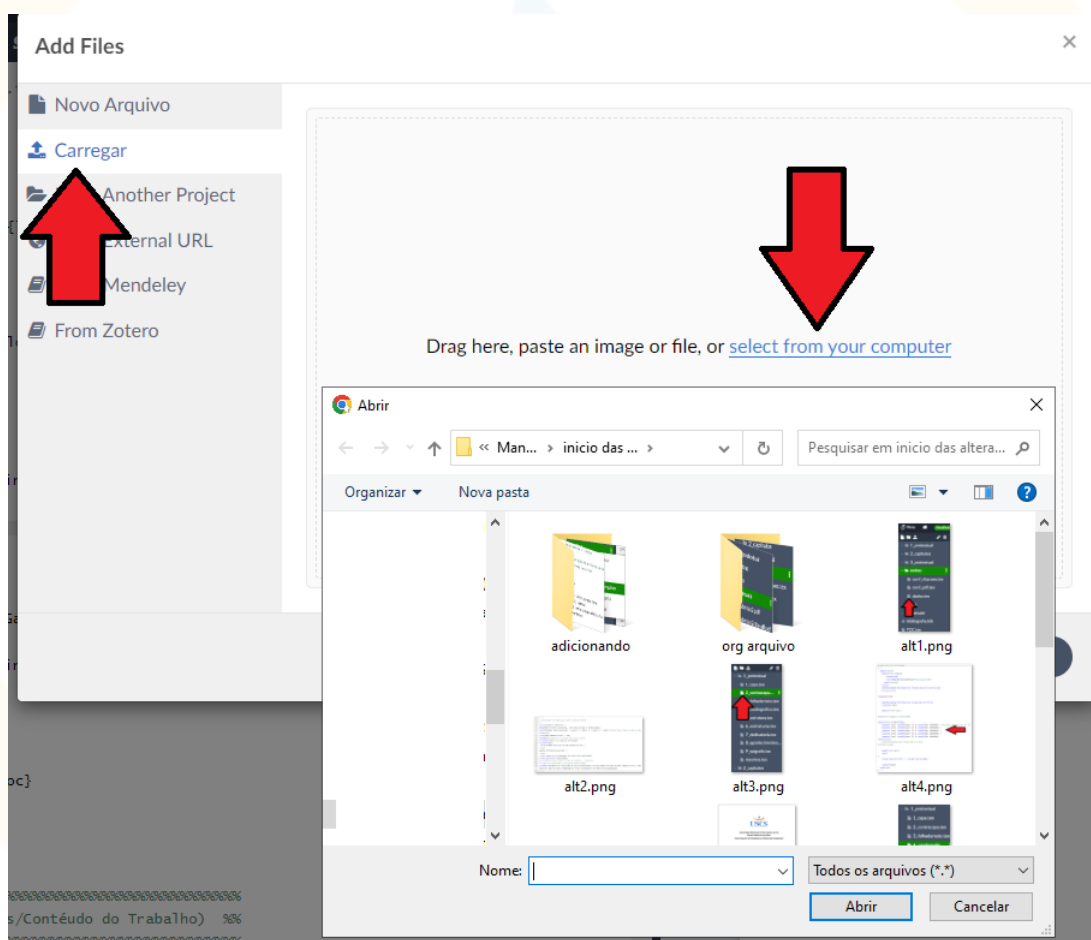 Add Files
Novo Arquivo
Carregar
Another Project
External URL
Mendeley
From Zotero
Drag here, paste an image or file, or select from your computer
Abrir
« Man... › inicio das ... ›
Pesquisar em inicio das altera...
Organizar
Nova pasta
adicionando
org arquivo
alt1.png
alt2.png
alt3.png
alt4.png
USCS
Nome:
Todos os arquivos (*.*)
Abrir
Cancelar
oc}
%%%%%%%%%%%%%%%%%%%%%%%%%%
s/Contéudo do Trabalho) %%